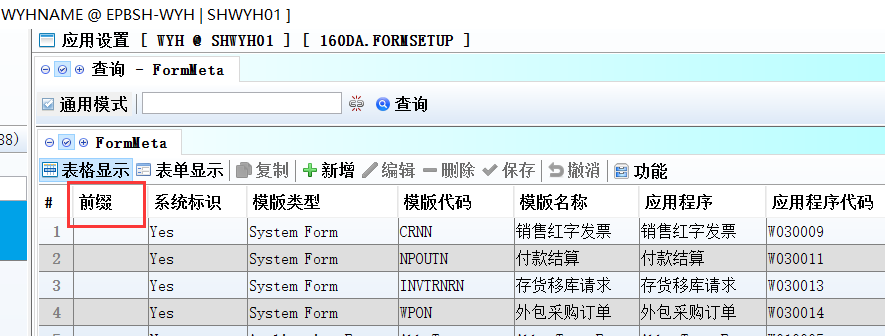 WYHNAME @ EPBSH-WYH | SHWYH01 ]
应用设置 [ WYH @ SHWYH01 ] [ 160DA.FORMSETUP ]
查询 - FormMeta
通用模式 查询
38)
FormMeta
表格显示 表单显示 复制 新增 编辑 删除 保存 撤消 功能
# 前缀 系统标识 模版类型 模版代码 模版名称 应用程序 应用程序代码
1 Yes System Form CRNN 销售红字发票 销售红字发票 W030009
2 Yes System Form NPOUTN 付款结算 付款结算 W030011
3 Yes System Form INVTRNRN 存货移库请求 存货移库请求 W030013
4 Yes System Form WPON 外包采购订单 外包采购订单 W030014